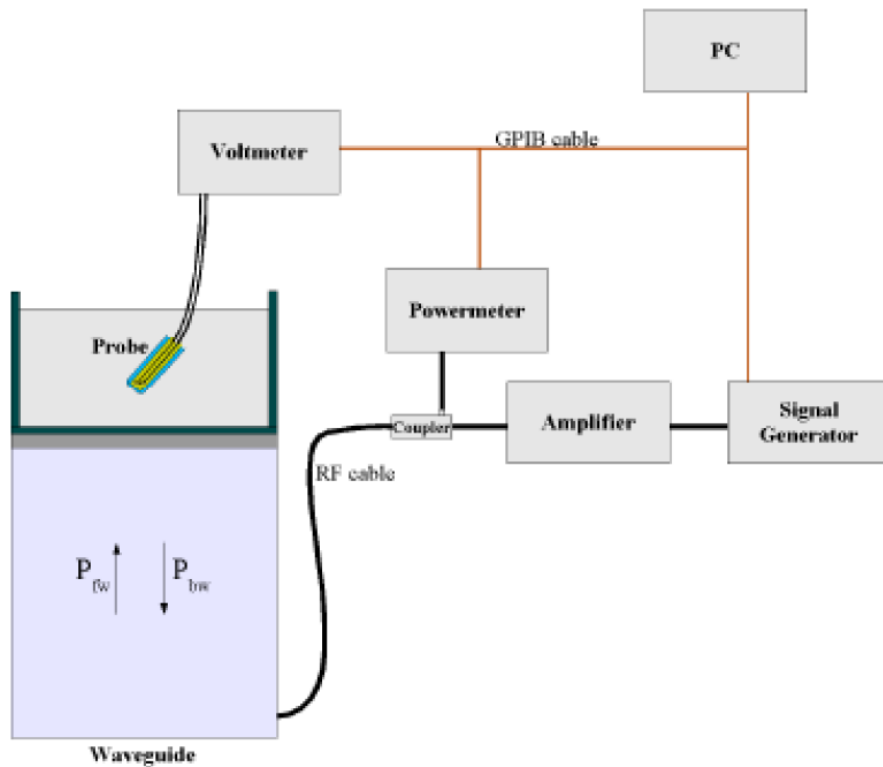 PC
GPIB cable
Voltmeter
Powermeter
Probe
Coupler
Amplifier
Signal
Generator
RF cable
P fw
P bw
Waveguide